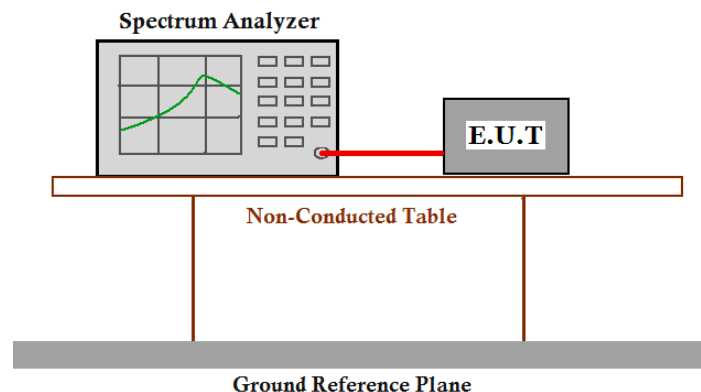 Spectrum Analyzer
E.U.T
Non-Conducted Table
Ground Reference Plane